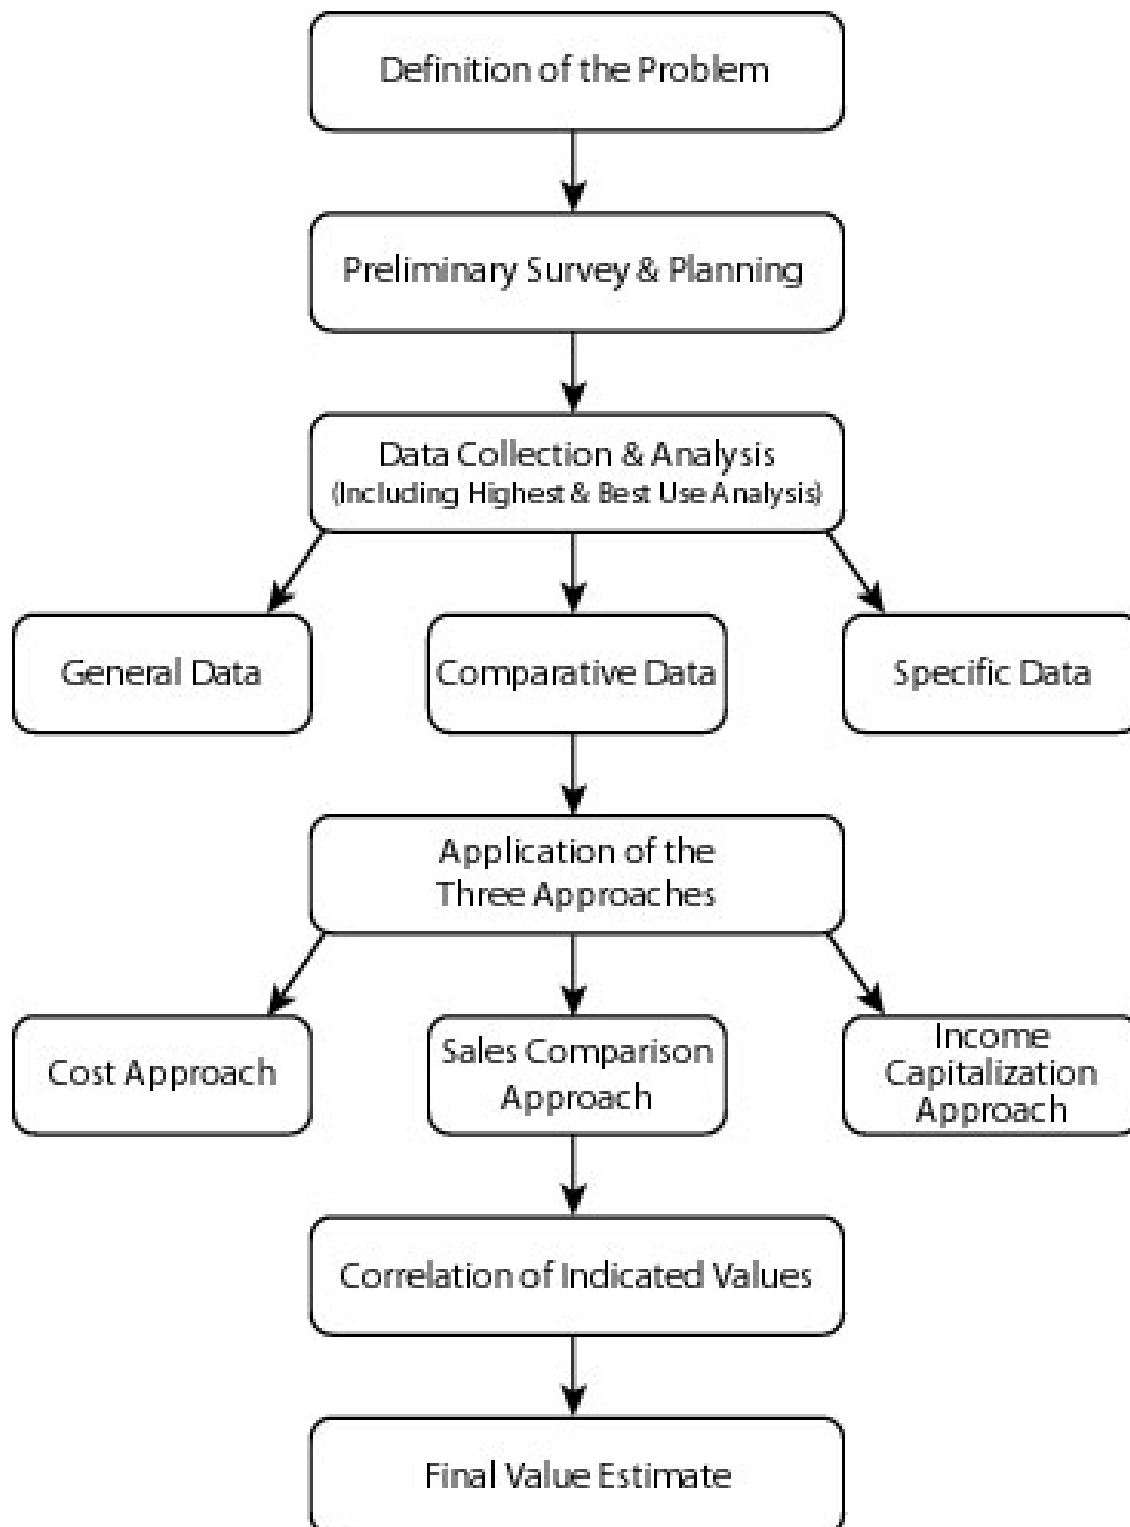 Definition of the Problem
Preliminary Survey & Planning
Data Collection & Analysis
(Including Highest & Best Use Analysis)
General Data
Comparative Data
Specific Data
Application of the
Three Approaches
Cost Approach
Sales Comparison
Approach
Income
Capitalization
Approach
Correlation of Indicated Values
Final Value Estimate